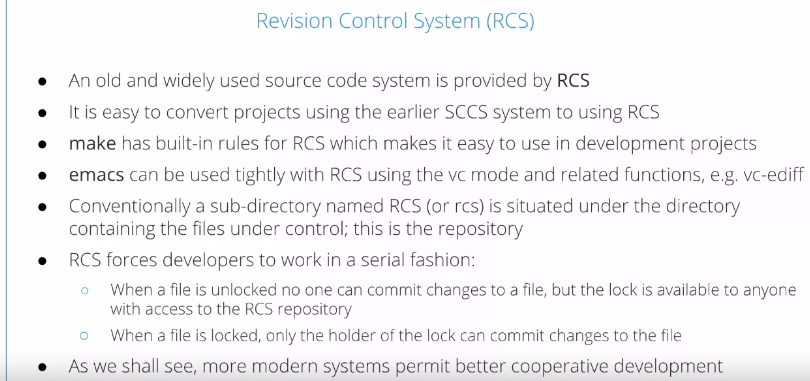 Revision Control System (RCS)
● An old and widely used source code system is provided by RCS
● It is easy to convert projects using the earlier SCCS system to using RCS
● make has built-in rules for RCS which makes it easy to use in development projects
● emacs can be used tightly with RCS using the vc mode and related functions, e.g. vc-ediff
● Conventionally a sub-directory named RCS (or rcs) is situated under the directory
containing the files under control; this is the repository
● RCS forces developers to work in a serial fashion:
○ When a file is unlocked no one can commit changes to a file, but the lock is available to anyone
with access to the RCS repository
○ When a file is locked, only the holder of the lock can commit changes to the file
● As we shall see, more modern systems permit better cooperative development